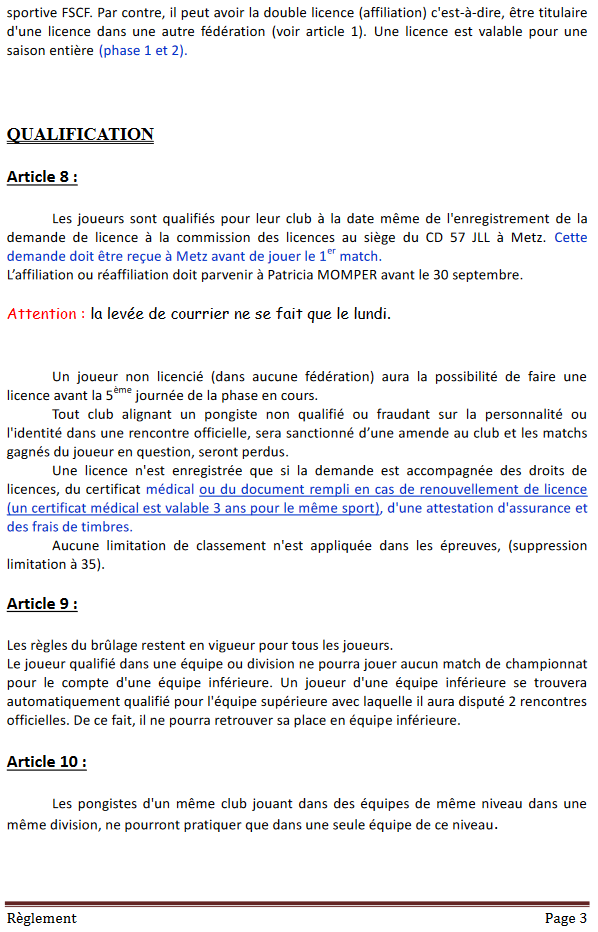 sportive FSCF. Par contre, il peut avoir la double licence (affiliation) c'est-à-dire, être titulaire
d'une licence dans une autre fédération (voir article 1). Une licence est valable pour une
saison entière (phase 1 et 2).
QUALIFICATION
Article 8 :
Les joueurs sont qualifiés pour leur club à la date même de l'enregistrement de la
demande de licence à la commission des licences au siège du CD 57 JLL à Metz. Cette
demande doit être reçue à Metz avant de jouer le 1er match.
L’affiliation ou réaffiliation doit parvenir à Patricia MOMPER avant le 30 septembre.
Attention : la levée de courrier ne se fait que le lundi.
Un joueur non licencié (dans aucune fédération) aura la possibilité de faire une
licence avant la 5ème journée de la phase en cours.
Tout club alignant un pongiste non qualifié ou fraudant sur la personnalité ou
l'identité dans une rencontre officielle, sera sanctionné d’une amende au club et les matchs
gagnés du joueur en question, seront perdus.
Une licence n'est enregistrée que si la demande est accompagnée des droits de
licences, du certificat médical ou du document rempli en cas de renouvellement de licence
(un certificat médical est valable 3 ans pour le même sport), d'une attestation d'assurance et
des frais de timbres.
Aucune limitation de classement n'est appliquée dans les épreuves, (suppression
limitation à 35).
Article 9 :
Les règles du brûlage restent en vigueur pour tous les joueurs.
Le joueur qualifié dans une équipe ou division ne pourra jouer aucun match de championnat
pour le compte d'une équipe inférieure. Un joueur d'une équipe inférieure se trouvera
automatiquement qualifié pour l'équipe supérieure avec laquelle il aura disputé 2 rencontres
officielles. De ce fait, il ne pourra retrouver sa place en équipe inférieure.
Article 10 :
Les pongistes d'un même club jouant dans des équipes de même niveau dans une
même division, ne pourront pratiquer que dans une seule équipe de ce niveau.
Règlement Page 3